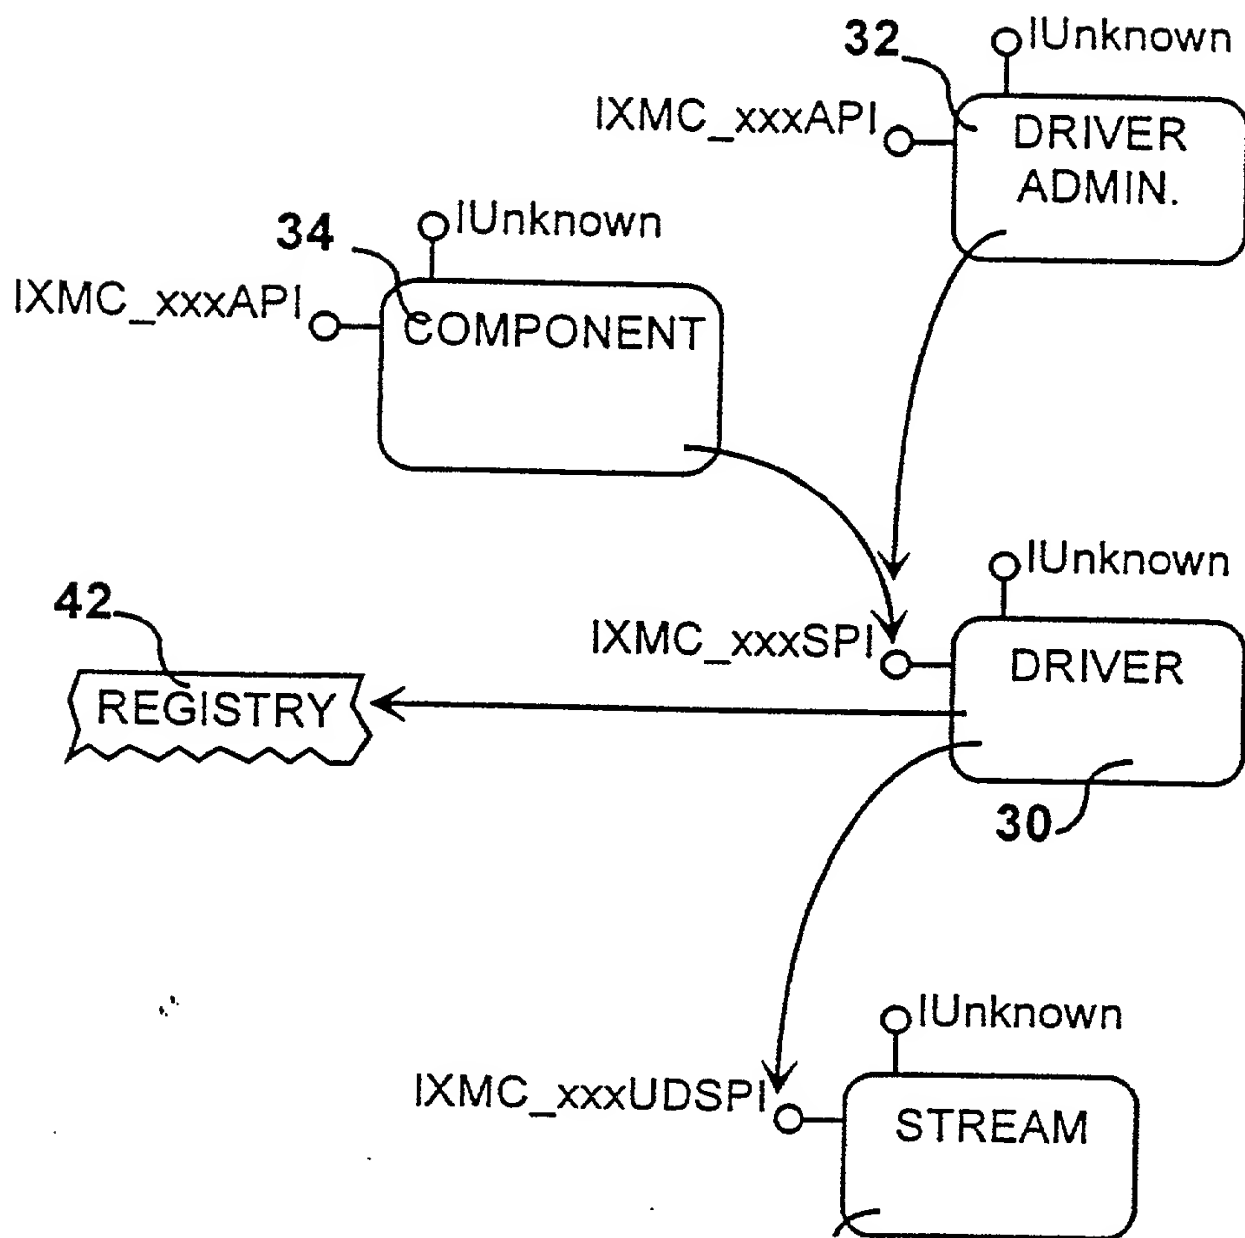 32
IUnknown
IXMC_xxxAPI
DRIVER
ADMIN.
34
IUnknown
IXMC_xxxAPI
COMPONENT
42
IUnknown
IXMC_xxxSPI
DRIVER
REGISTRY
30
IUnknown
IXMC_xxxUDSPI
STREAM